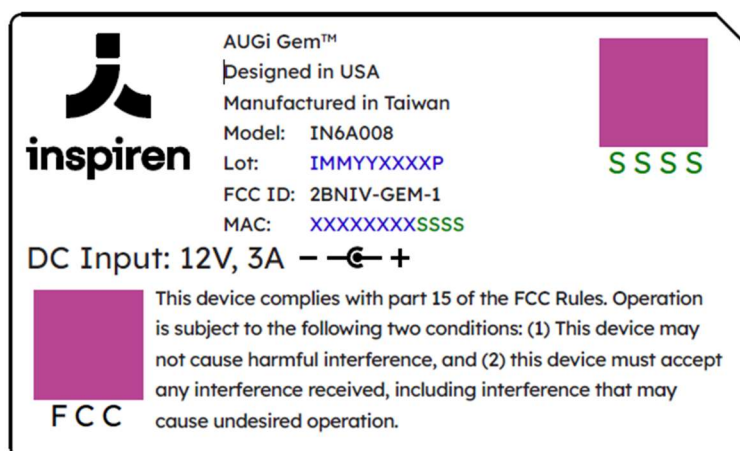 inspiren
AUGi Gem™
Designed in USA
Manufactured in Taiwan
Model: IN6A008
Lot: IMMYYXXXXP
FCC ID: 2BNIV-GEM-1
MAC: XXXXXXXXSSSS
SSSS
DC Input: 12V, 3A - +
This device complies with part 15 of the FCC Rules. Operation
is subject to the following two conditions: (1) This device may
not cause harmful interference, and (2) this device must accept
any interference received, including interference that may
cause undesired operation.
FCC